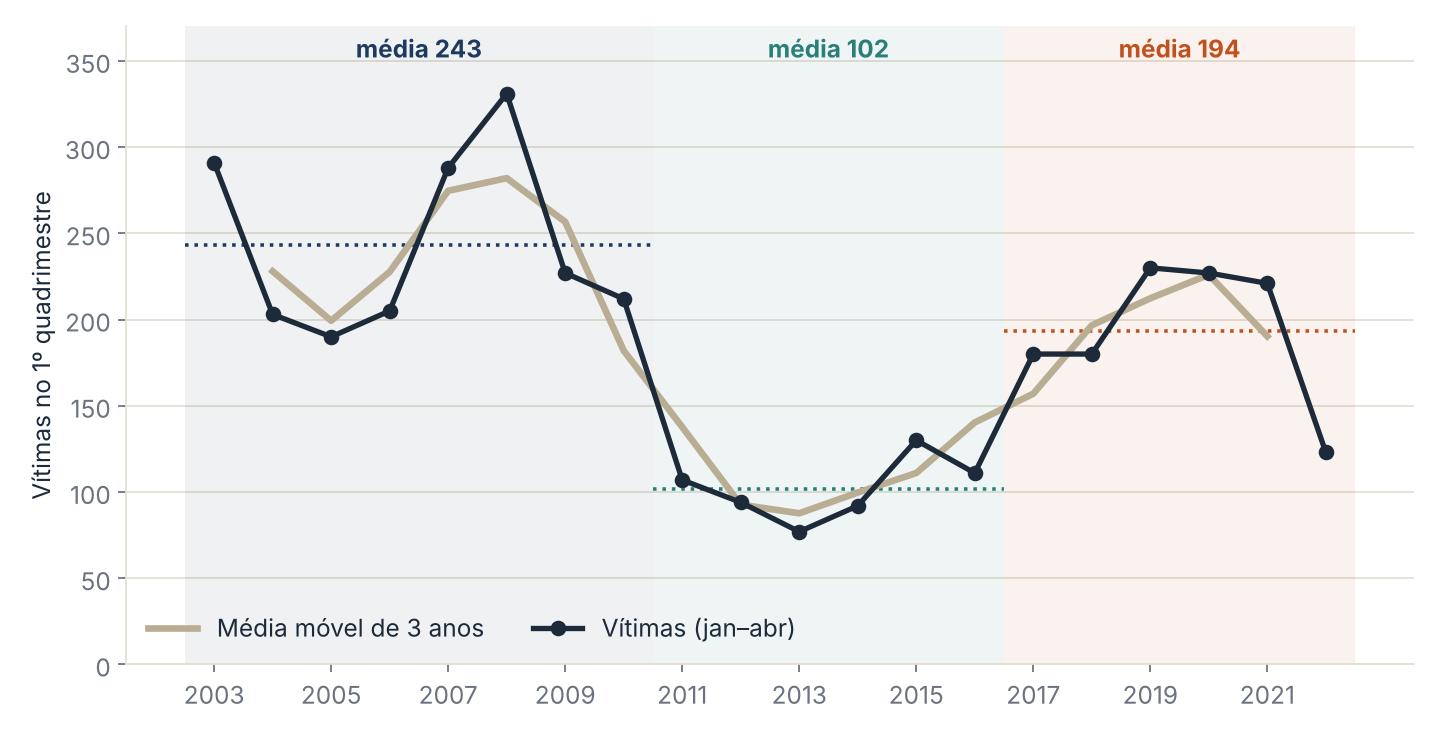 média 243
média 102
média 194
350
300
250
200
150
100
50
0
Vítimas no 1º quadrimestre
Média móvel de 3 anos
Vítimas (jan–abr)
2003 2005 2007 2009 2011 2013 2015 2017 2019 2021